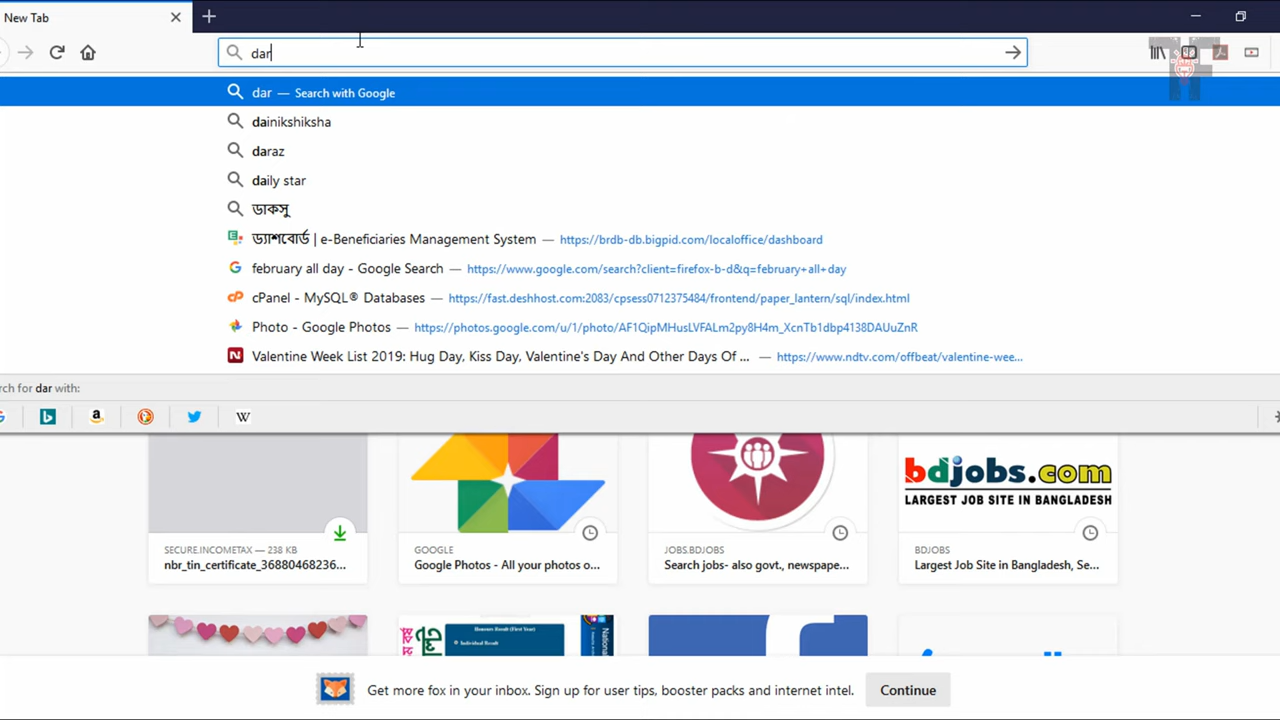 New Tab
dar
dar — Search with Google
dainikshiksha
daraz
daily star
ডাকসু
ড্যাশবোর্ড | e-Beneficiaries Management System — https://brdb-db.bigpid.com/localoffice/dashboard
february all day - Google Search — https://www.google.com/search?client=firefox-b-d&q=february+all+day
cPanel - MySQL® Databases — https://fast.deshhost.com:2083/cpsess0712375484/frontend/paper_lantern/sql/index.html
Photo - Google Photos — https://photos.google.com/u/1/photo/AF1QipMHusLVFALm2py8H4m_XcnTb1dbp4138DAUuZnR
Valentine Week List 2019: Hug Day, Kiss Day, Valentine's Day And Other Days Of ... — https://www.ndtv.com/offbeat/valentine-wee...
rch for dar with:
bdjobs.com
LARGEST JOB SITE IN BANGLADESH
SECURE.INCOMETAX — 238 KB
nbr_tin_certificate_36880468236...
GOOGLE
Google Photos - All your photos o...
JOBS.BDJOBS
Search jobs- also govt., newspape...
BDJOBS
Largest Job Site in Bangladesh, Se...
Honours Result (First Year)
Individual Result
Get more fox in your inbox. Sign up for user tips, booster packs and internet intel.
Continue